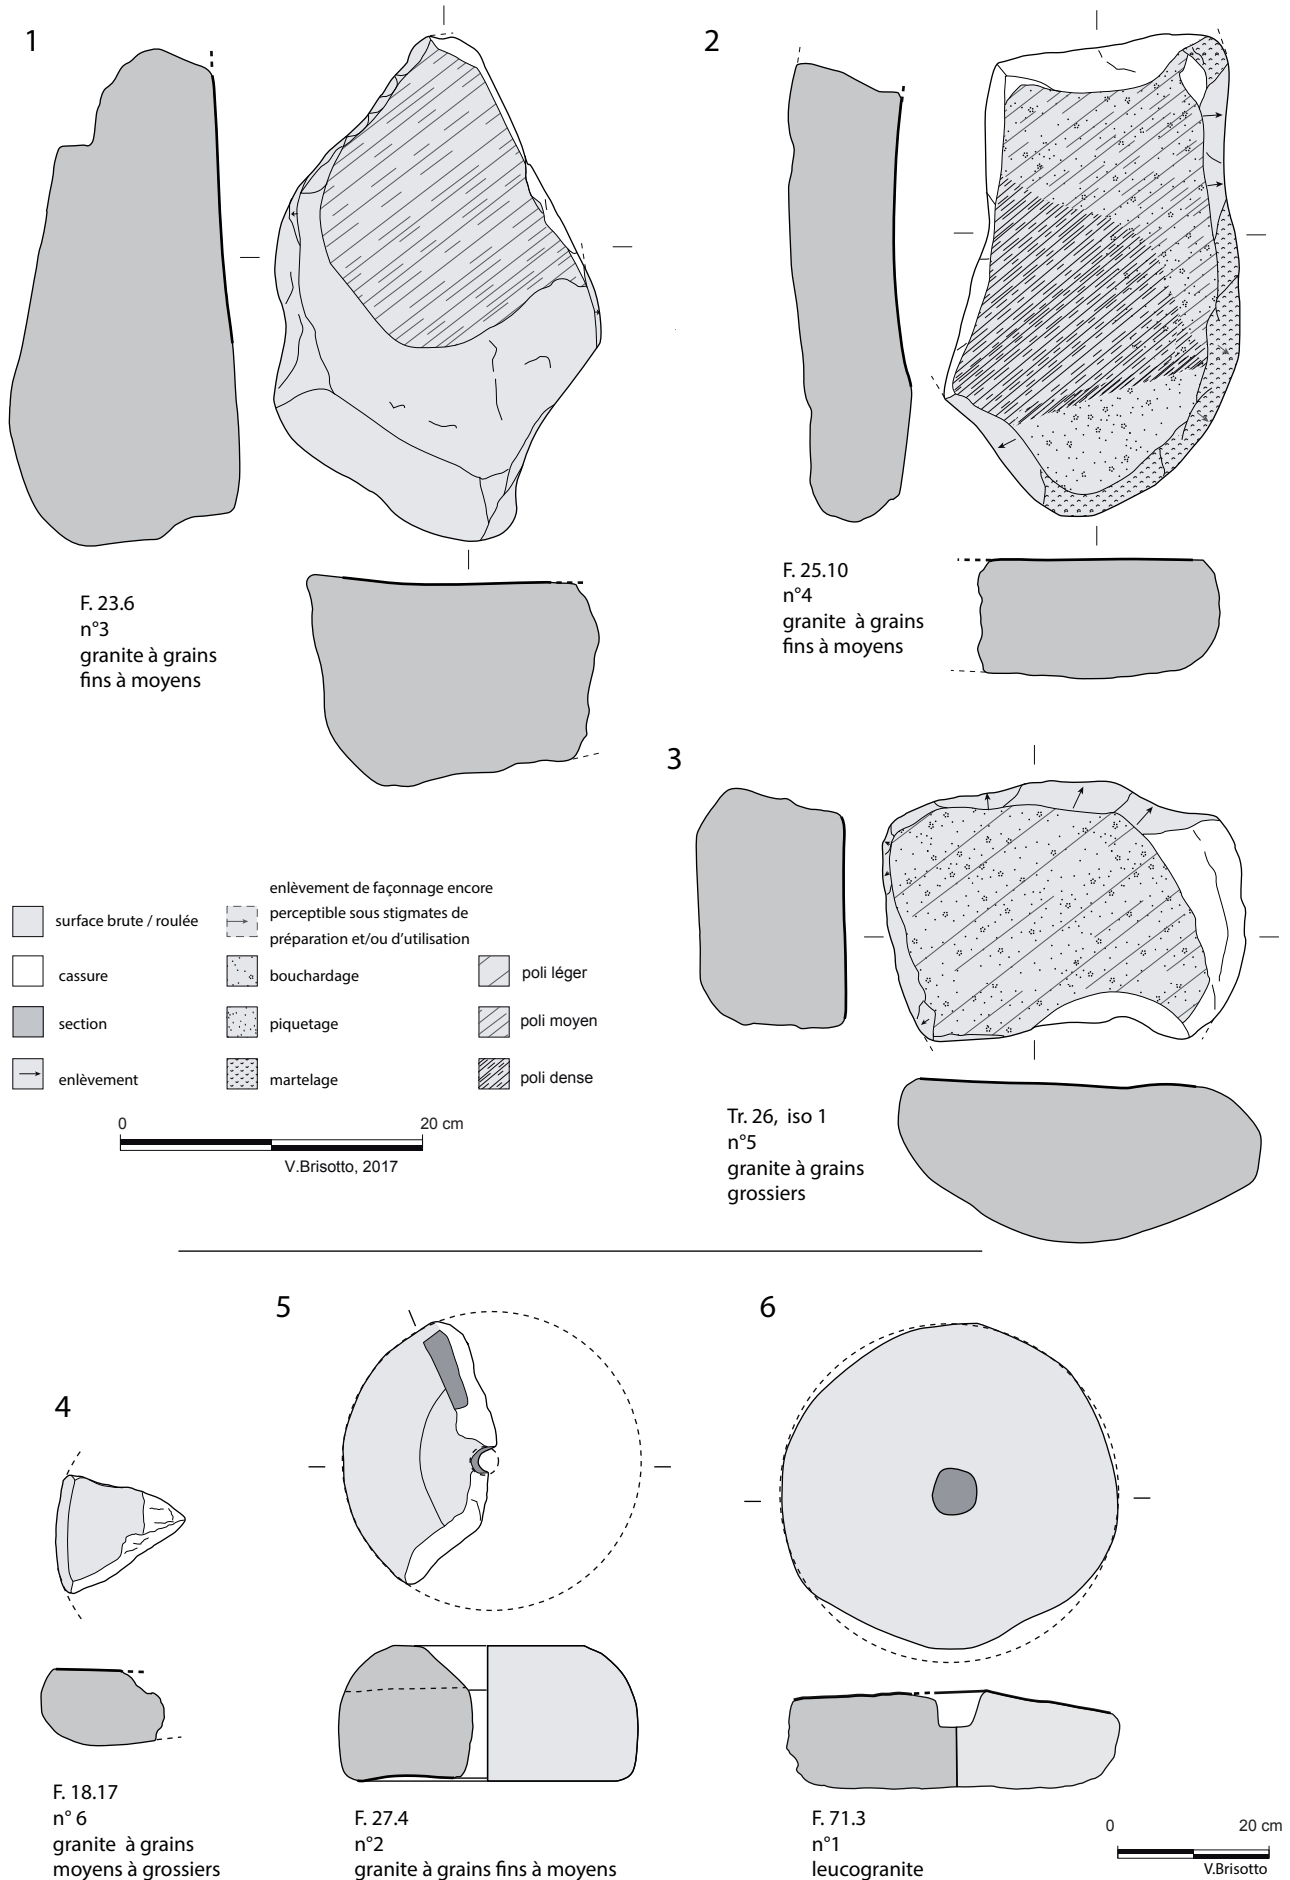 1
2
F. 23.6
n°3
granite à grains
fins à moyens
F. 25.10
n°4
granite à grains
fins à moyens
3
enlèvement de façonnage encore
perceptible sous stigmates de
préparation et/ou d'utilisation
surface brute / roulée
cassure
bouchardage
poli léger
section
piquetage
poli moyen
enlèvement
martelage
poli dense
0 20 cm
V.Brisotto, 2017
Tr. 26, iso 1
n°5
granite à grains
grossiers
5
6
4
F. 18.17
n° 6
granite à grains
moyens à grossiers
F. 27.4
n°2
granite à grains fins à moyens
F. 71.3
n°1
leucogranite
0 20 cm
V.Brisotto